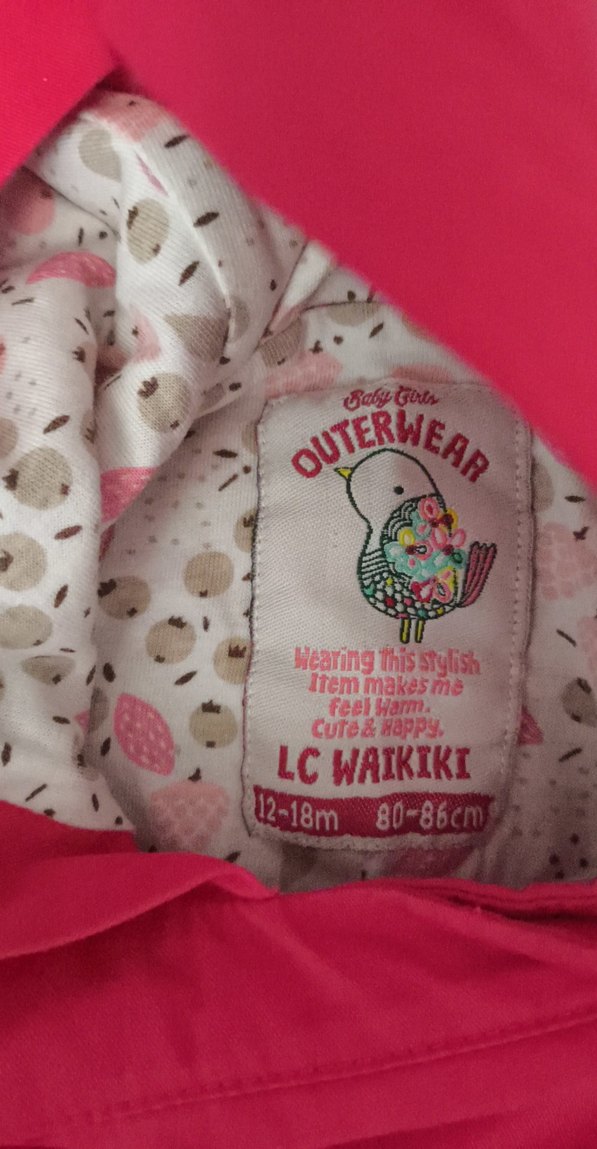 Baby Girls
OUTERWEAR
Wearing This stylish
Item makes me
feel Warm.
Cute & Happy.
LC WAIKIKI
12-18m 80-86cm